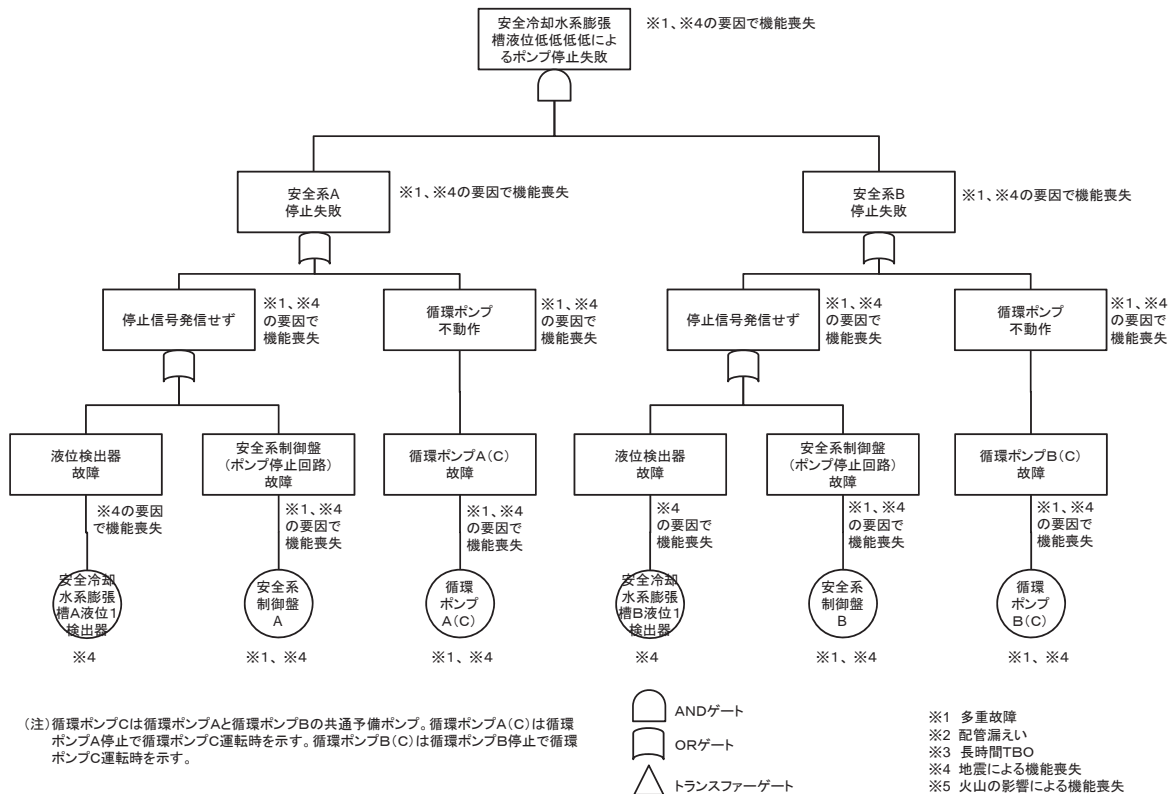 安全冷却水系膨張
槽液位低低低低によ
るポンプ停止失敗
※1、※4の要因で機能喪失
安全系A
停止失敗
※1、※4の要因で機能喪失
安全系B
停止失敗
※1、※4の要因で機能喪失
停止信号発信せず
※1、※4
の要因で
機能喪失
循環ポンプ
不動作
※1、※4
の要因で
機能喪失
停止信号発信せず
※1、※4
の要因で
機能喪失
循環ポンプ
不動作
※1、※4
の要因で
機能喪失
液位検出器
故障
※4の要因
で機能喪失
安全系制御盤
(ポンプ停止回路)
故障
※1、※4
の要因で
機能喪失
循環ポンプA(C)
故障
※1、※4
の要因で
機能喪失
液位検出器
故障
※4
の要因で
機能喪失
安全系制御盤
(ポンプ停止回路)
故障
※1、※4
の要因で
機能喪失
循環ポンプB(C)
故障
※1、※4
の要因で
機能喪失
安全冷却
水系膨張
槽A液位1
検出器
※4
安全系
制御盤
A
※1、※4
循環
ポンプ
A(C)
※1、※4
安全冷却
水系膨張
槽B液位1
検出器
※4
安全系
制御盤
B
※1、※4
循環
ポンプ
B(C)
※1、※4
(注)循環ポンプCは循環ポンプAと循環ポンプBの共通予備ポンプ。循環ポンプA(C)は循環
ポンプA停止で循環ポンプC運転時を示す。循環ポンプB(C)は循環ポンプB停止で循環
ポンプC運転時を示す。
ANDゲート
ORゲート
トランスファーゲート
※1 多重故障
※2 配管漏えい
※3 長時間TBO
※4 地震による機能喪失
※5 火山の影響による機能喪失